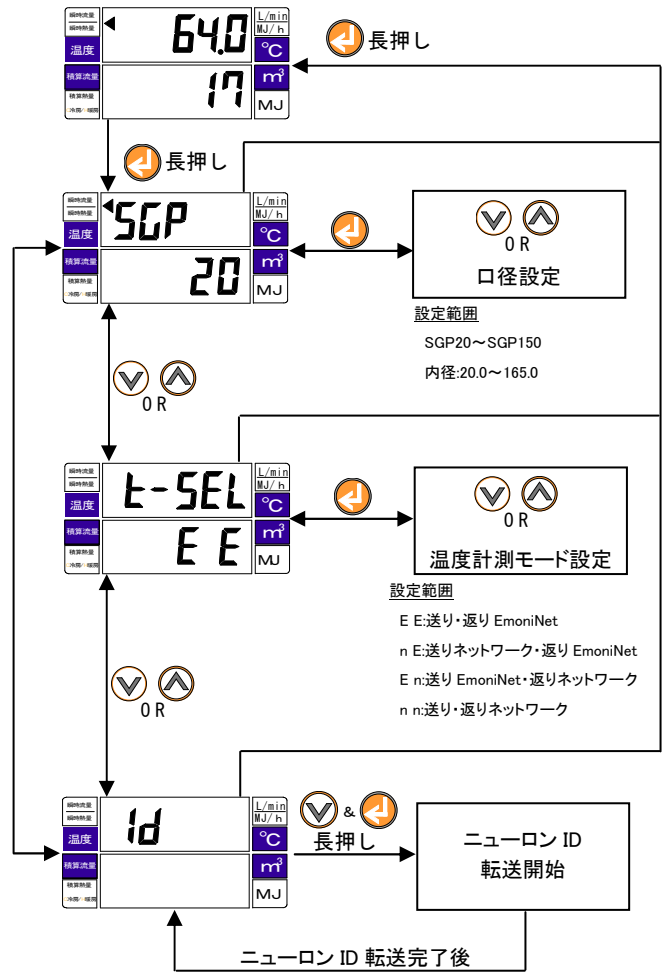 瞬時流量
瞬時熱量
温度
積算流量
積算熱量
冷房/暖房
64.0
17
L/min
MJ/h
℃
m³
MJ
長押し
長押し
瞬時流量
瞬時熱量
温度
積算流量
積算熱量
冷房/暖房
SGP
20
L/min
MJ/h
℃
m³
MJ
OR
口径設定
設定範囲
SGP20～SGP150
内径:20.0～165.0
OR
瞬時流量
瞬時熱量
温度
積算流量
積算熱量
冷房/暖房
t-SEL
E E
L/min
MJ/h
℃
m³
MJ
OR
温度計測モード設定
設定範囲
E E:送り・返り EmoniNet
n E:送りネットワーク・返り EmoniNet
E n:送り EmoniNet・返りネットワーク
n n:送り・返りネットワーク
OR
瞬時流量
瞬時熱量
温度
積算流量
積算熱量
冷房/暖房
Id
L/min
MJ/h
℃
m³
MJ
&
長押し
ニューロン ID
転送開始
ニューロン ID 転送完了後